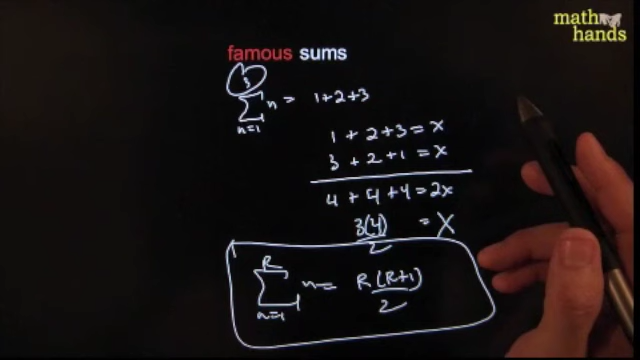 math
hands
famous sums
3
∑ n = 1+2+3
n=1
1 + 2 + 3 = x
3 + 2 + 1 = x
4 + 4 + 4 = 2x
3(4) = x
2
R
∑ n = R(R+1)
n=1 2